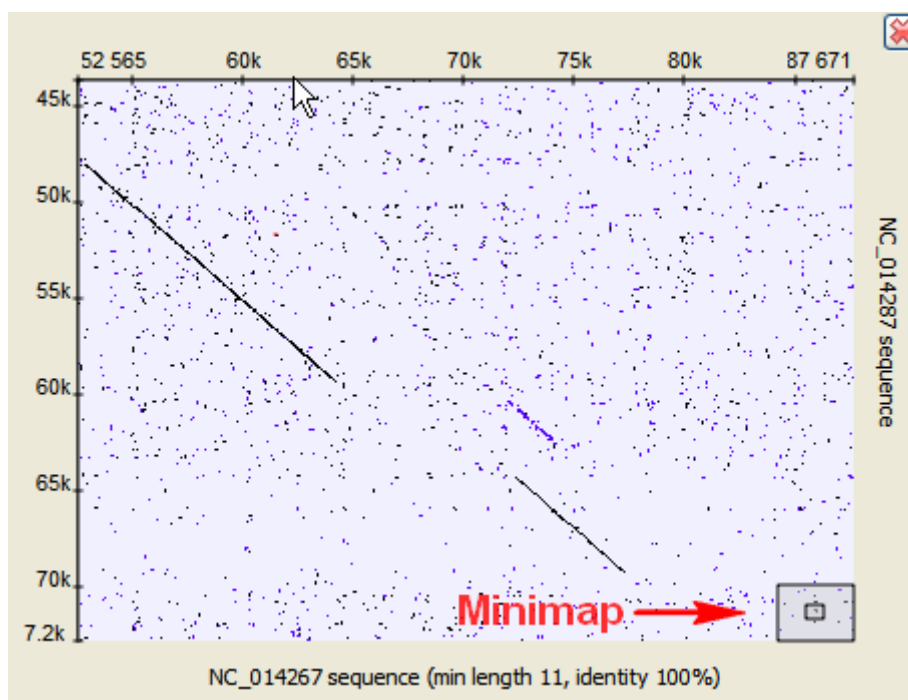 52 565 60k 65k 70k 75k 80k 87 671
45k
50k
55k
60k
65k
70k
7.2k
NC_014287 sequence
Minimap
NC_014267 sequence (min length 11, identity 100%)